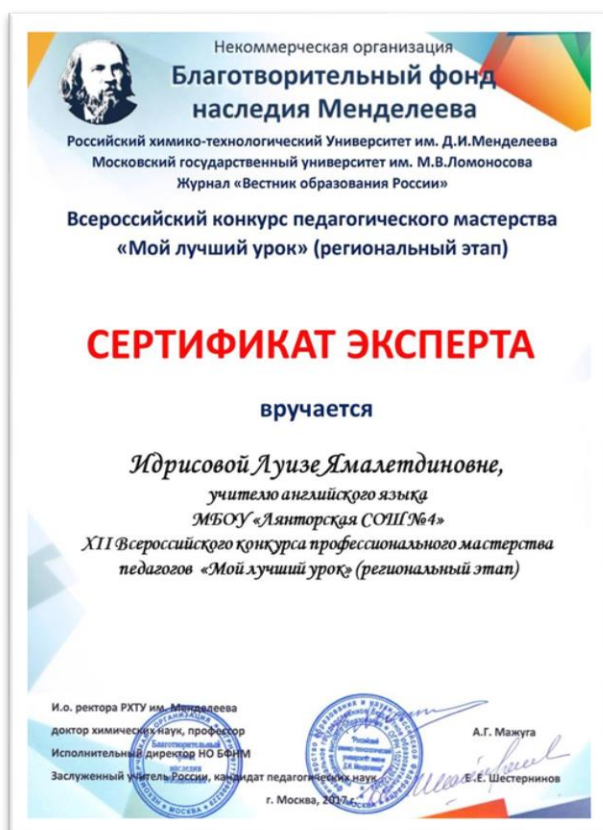 Некоммерческая организация
Благотворительный фонд
наследия Менделеева
Российский химико-технологический Университет им. Д.И.Менделеева
Московский государственный университет им. М.В.Ломоносова
Журнал «Вестник образования России»
Всероссийский конкурс педагогического мастерства
«Мой лучший урок» (региональный этап)
СЕРТИФИКАТ ЭКСПЕРТА
вручается
Идрисовой Луизе Ямалетдиновне,
учителю английского языка
МБОУ «Лянторская СОШ №4»
XII Всероссийского конкурса профессионального мастерства
педагогов «Мой лучший урок» (региональный этап)
И.о. ректора РХТУ им. Менделеева
доктор химических наук, профессор
А.Г. Мажуга
Исполнительный директор НО БФНМ
Заслуженный учитель России, кандидат педагогических наук
Е.Е. Шестернинов
г. Москва, 2017 г.
Благотворительный
наследия